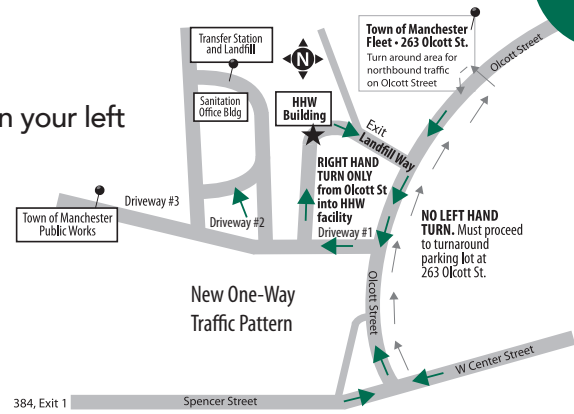 n your left
Transfer Station
and Landfill
Sanitation
Office Bldg
N
HHW
Building
Town of Manchester
Fleet • 263 Olcott St.
Turn around area for
northbound traffic
on Olcott Street
Olcott Street
Exit
Landfill Way
RIGHT HAND
TURN ONLY
from Olcott St
into HHW
facility
Driveway #1
Driveway #2
Driveway #3
Town of Manchester
Public Works
NO LEFT HAND
TURN. Must proceed
to turnaround
parking lot at
263 Olcott St.
New One-Way
Traffic Pattern
Olcott Street
W Center Street
Spencer Street
384, Exit 1